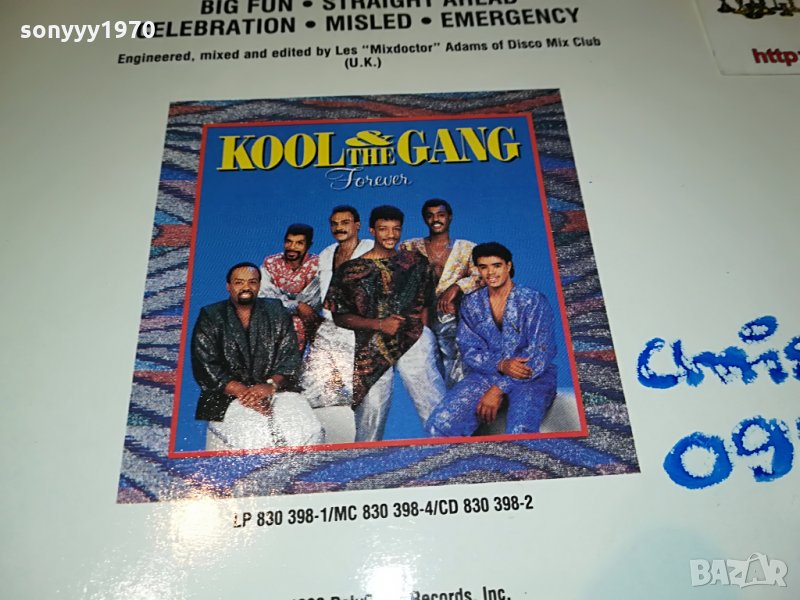 BIG FUN • STRAIGHT AHEAD
CELEBRATION • MISLED • EMERGENCY
Engineered, mixed and edited by Les "Mixdoctor" Adams of Disco Mix Club
(U.K.)
sonyyy1970
http
KOOL & THE GANG
Forever
LP 830 398-1/MC 830 398-4/CD 830 398-2
09
Records, Inc.
BAZAR